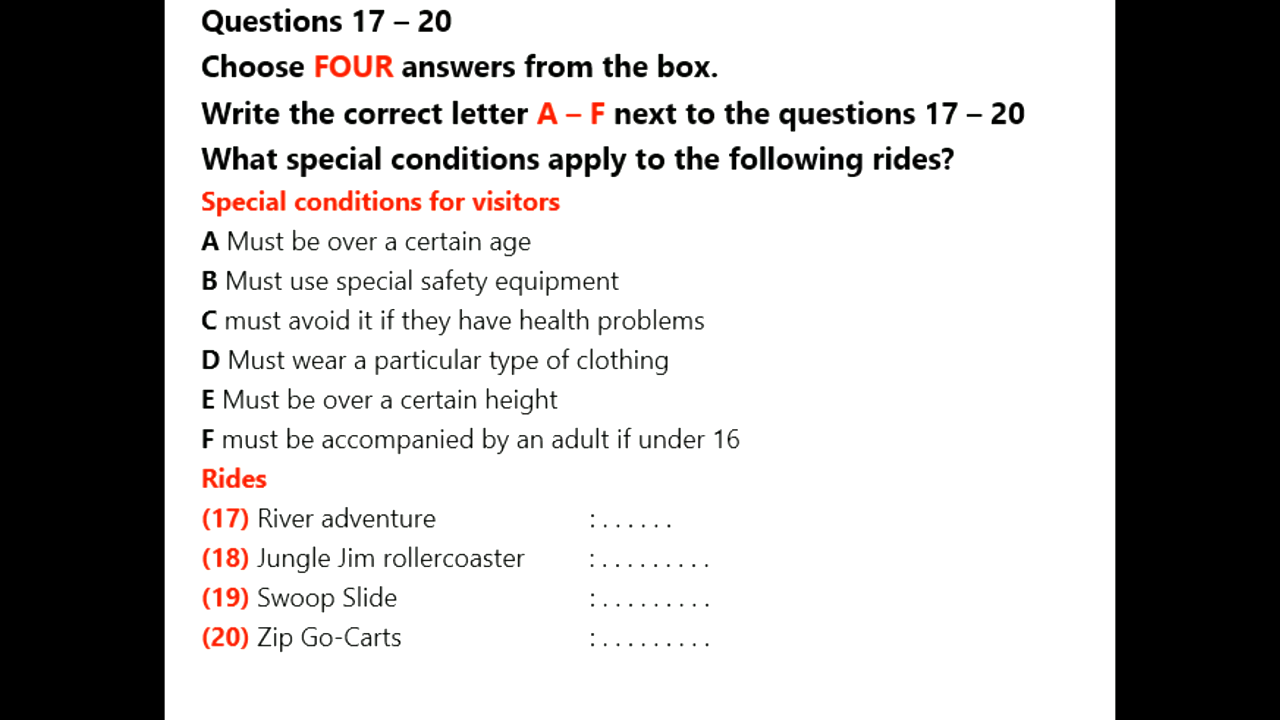 Questions 17 – 20
Choose FOUR answers from the box.
Write the correct letter A – F next to the questions 17 – 20
What special conditions apply to the following rides?
Special conditions for visitors
A Must be over a certain age
B Must use special safety equipment
C must avoid it if they have health problems
D Must wear a particular type of clothing
E Must be over a certain height
F must be accompanied by an adult if under 16
Rides
(17) River adventure : . . . . . .
(18) Jungle Jim rollercoaster : . . . . . . . . .
(19) Swoop Slide : . . . . . . . . .
(20) Zip Go-Carts : . . . . . . . . .